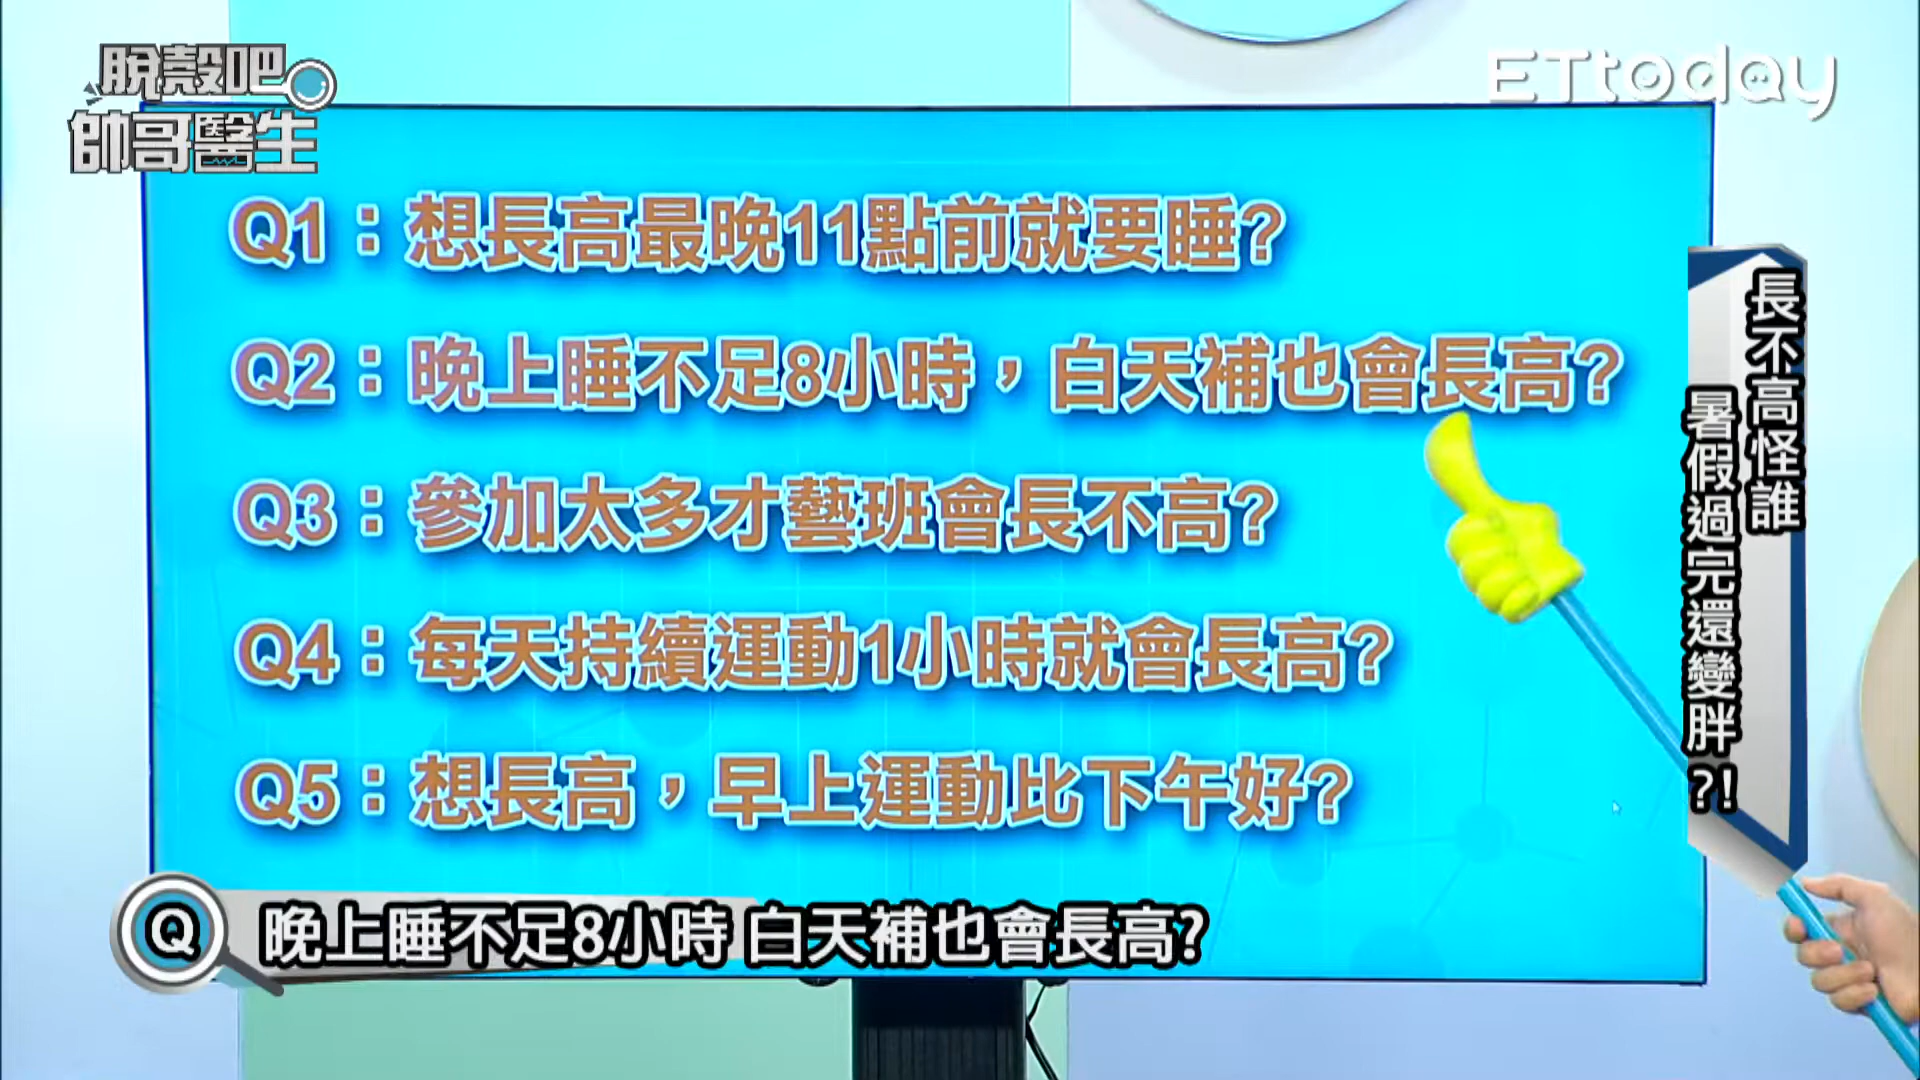 脫殼吧
帥哥醫生
ETtoday
Q1：想長高最晚11點前就要睡?
Q2：晚上睡不足8小時，白天補也會長高?
Q3：參加太多才藝班會長不高?
Q4：每天持續運動1小時就會長高?
Q5：想長高，早上運動比下午好?
長不高怪誰
暑假過完還變胖?!
Q 晚上睡不足8小時 白天補也會長高?